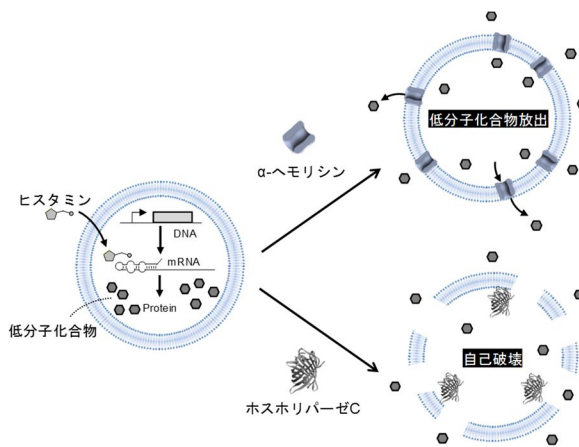 低分子化合物放出
α-ヘモリシン
ヒスタミン
DNA
mRNA
Protein
低分子化合物
自己破壊
ホスホリパーゼC